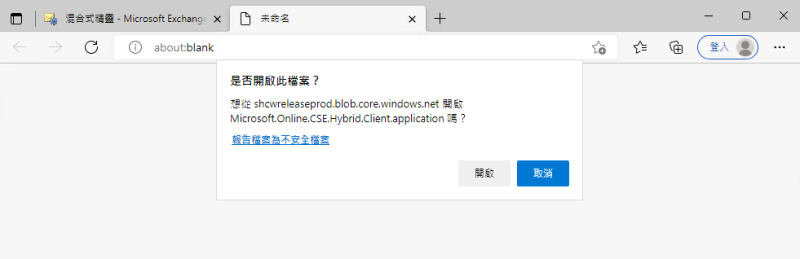 混合式精靈 - Microsoft Exchange
未命名
about:blank
登入
是否開啟此檔案？
想從 shcwreleaseprod.blob.core.windows.net 開啟
Microsoft.Online.CSE.Hybrid.Client.application 嗎？
報告檔案為不安全檔案
開啟
取消